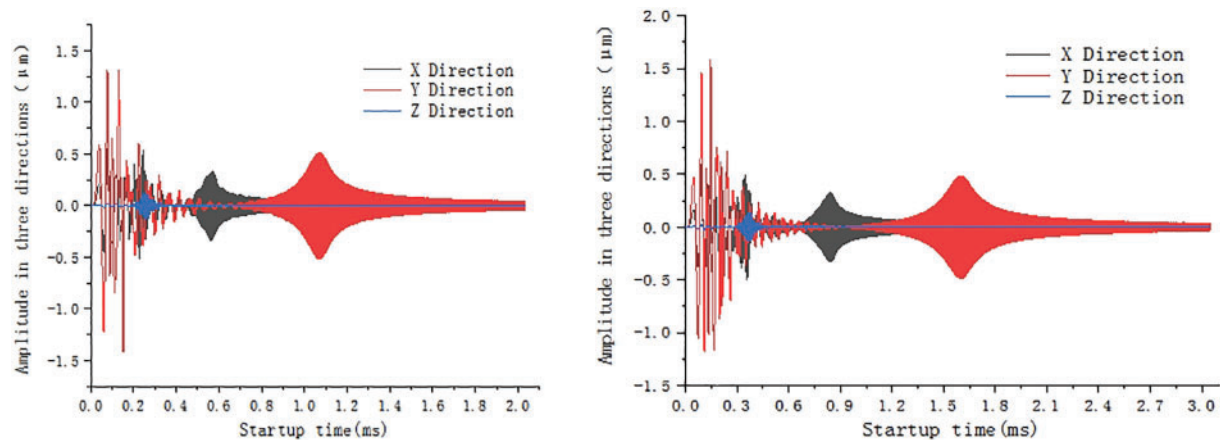 Amplitude in three directions (μm)
1.5
1.0
0.5
0.0
-0.5
-1.0
-1.5
X Direction
Y Direction
Z Direction
0.0 0.2 0.4 0.6 0.8 1.0 1.2 1.4 1.6 1.8 2.0
Startup time(ms)
Amplitude in three directions (μm)
2.0
1.5
1.0
0.5
0.0
-0.5
-1.0
-1.5
X Direction
Y Direction
Z Direction
0.0 0.3 0.6 0.9 1.2 1.5 1.8 2.1 2.4 2.7 3.0
Startup time(ms)